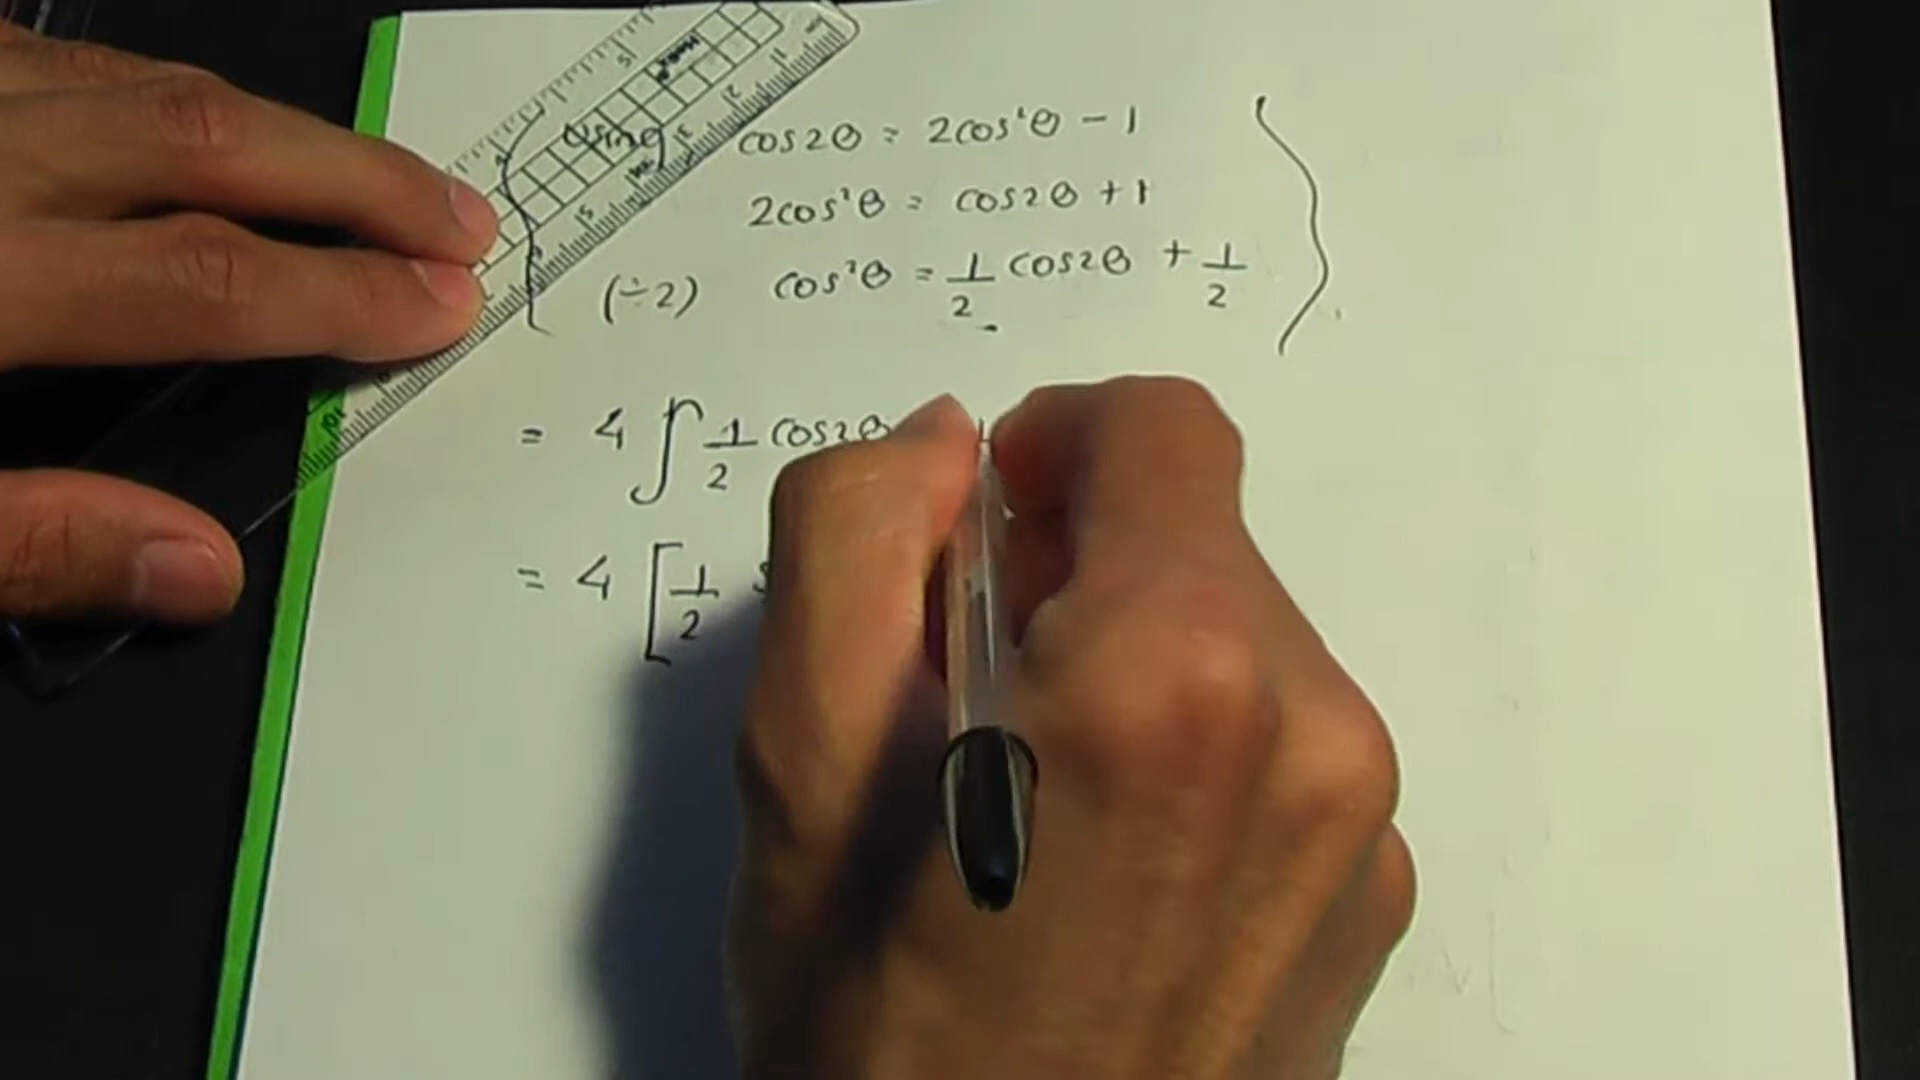 using cos2θ = 2cos²θ - 1
2cos²θ = cos2θ + 1
(÷2) cos²θ = 1/2 cos2θ + 1/2
= 4 ∫ 1/2 cos2θ
= 4 [ 1/2